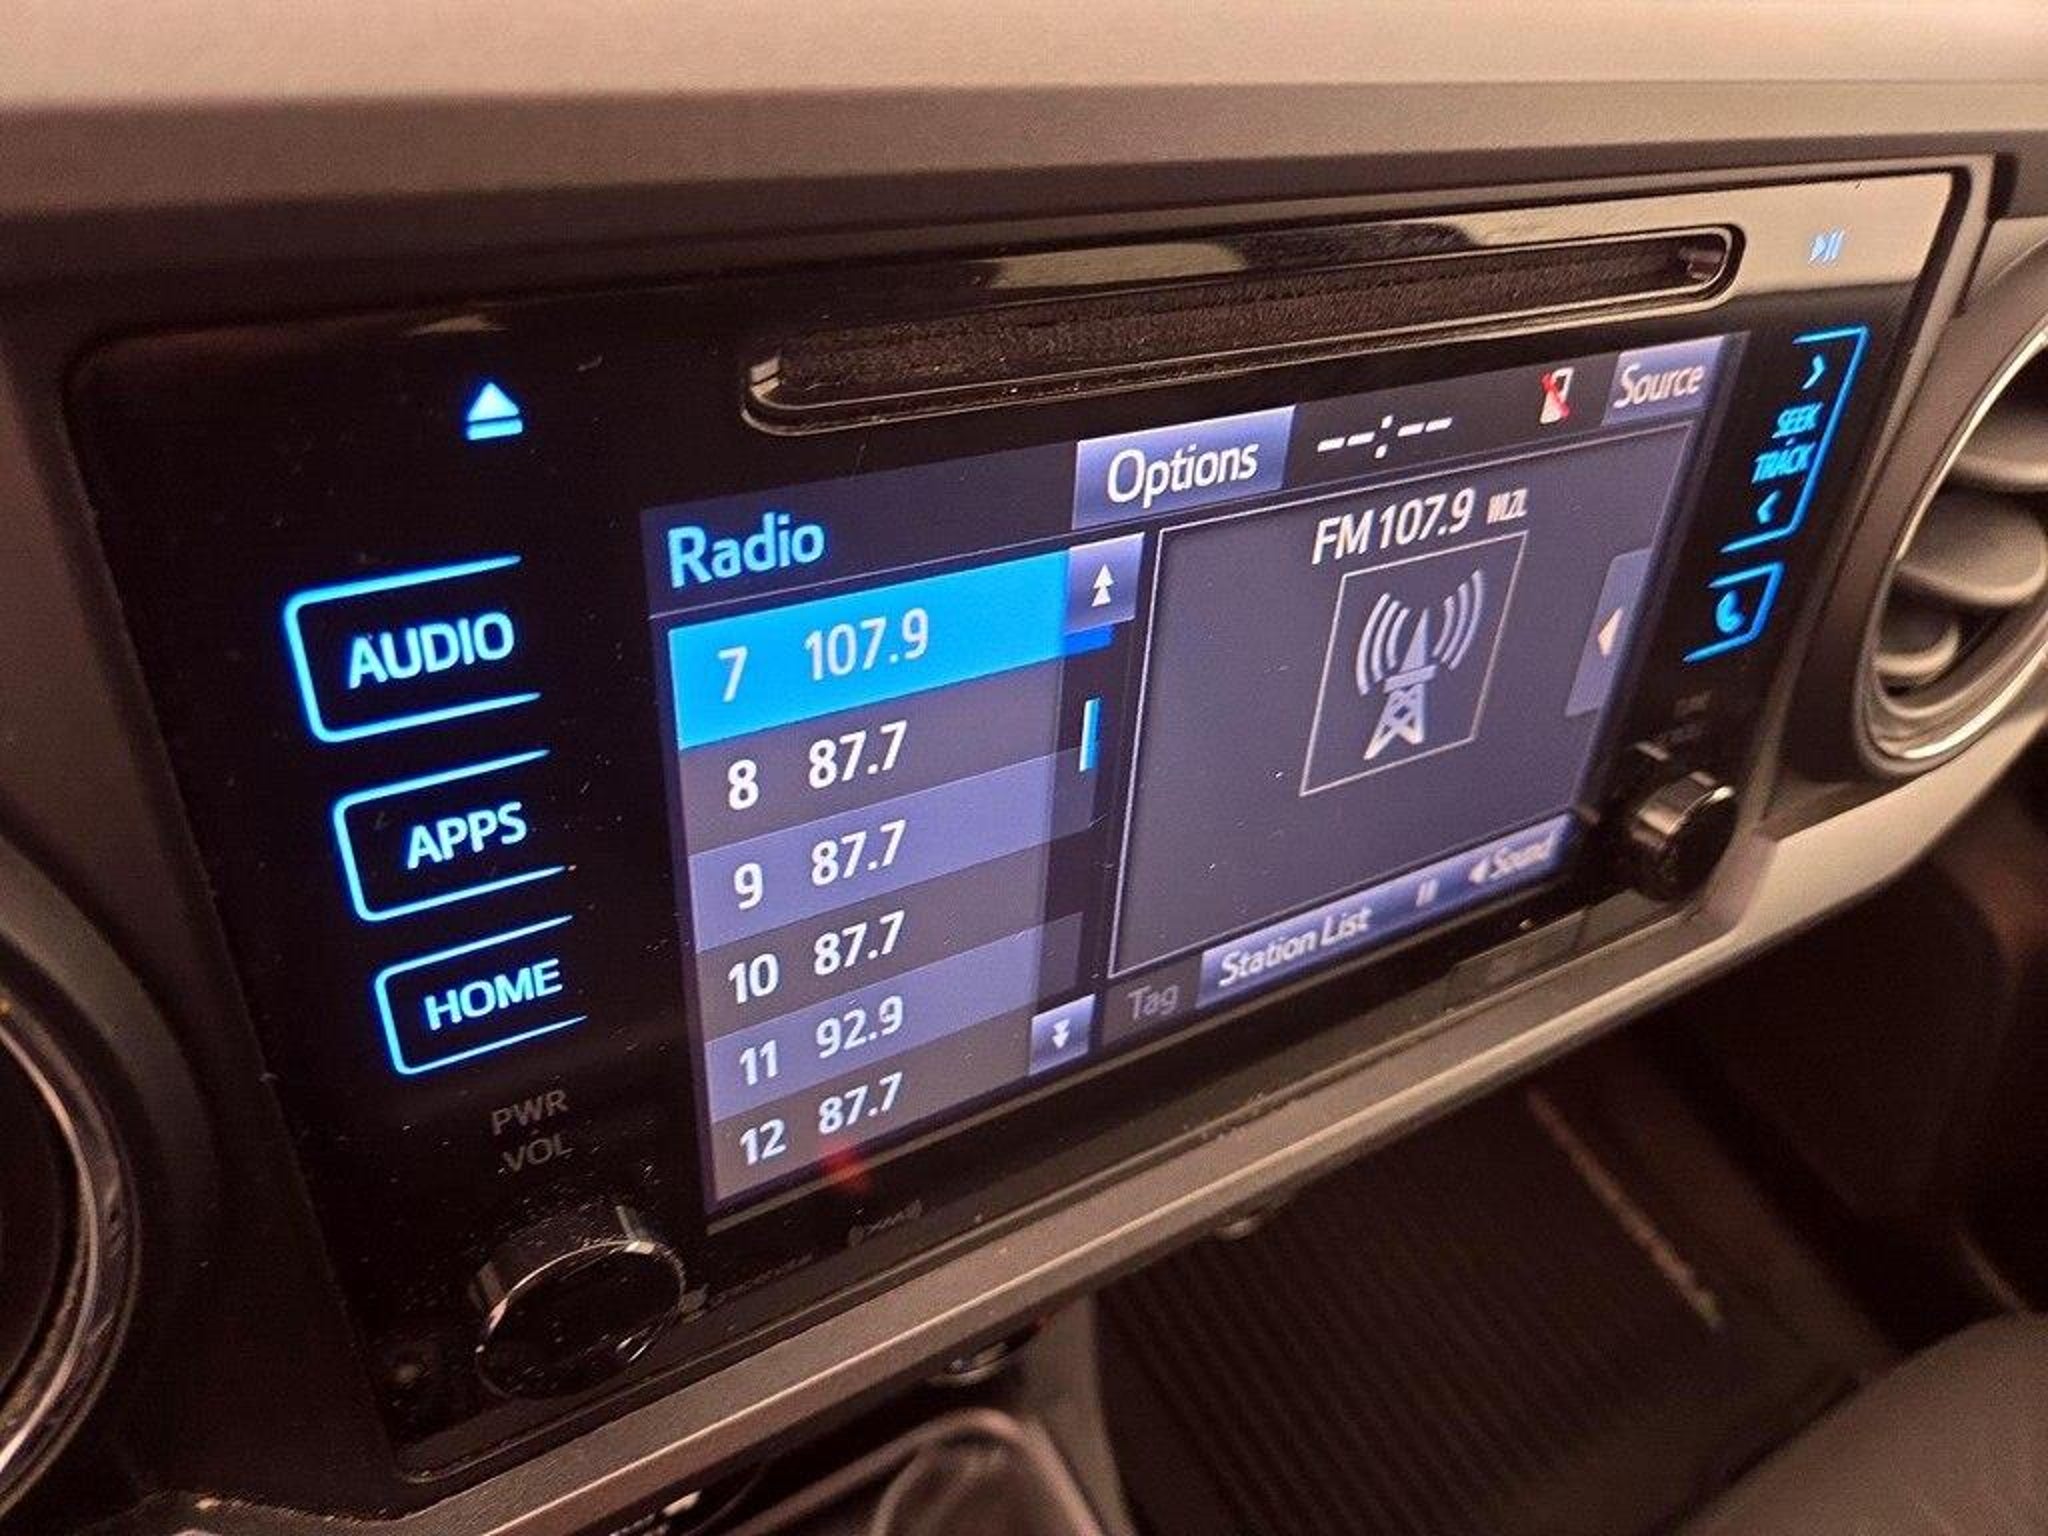 Source
--:--
Options
Radio
FM 107.9 WLZL
SEEK
TRACK
AUDIO
7 107.9
8 87.7
APPS
9 87.7
10 87.7
HOME
11 92.9
12 87.7
Sound
Station List
Tag
PWR
VOL